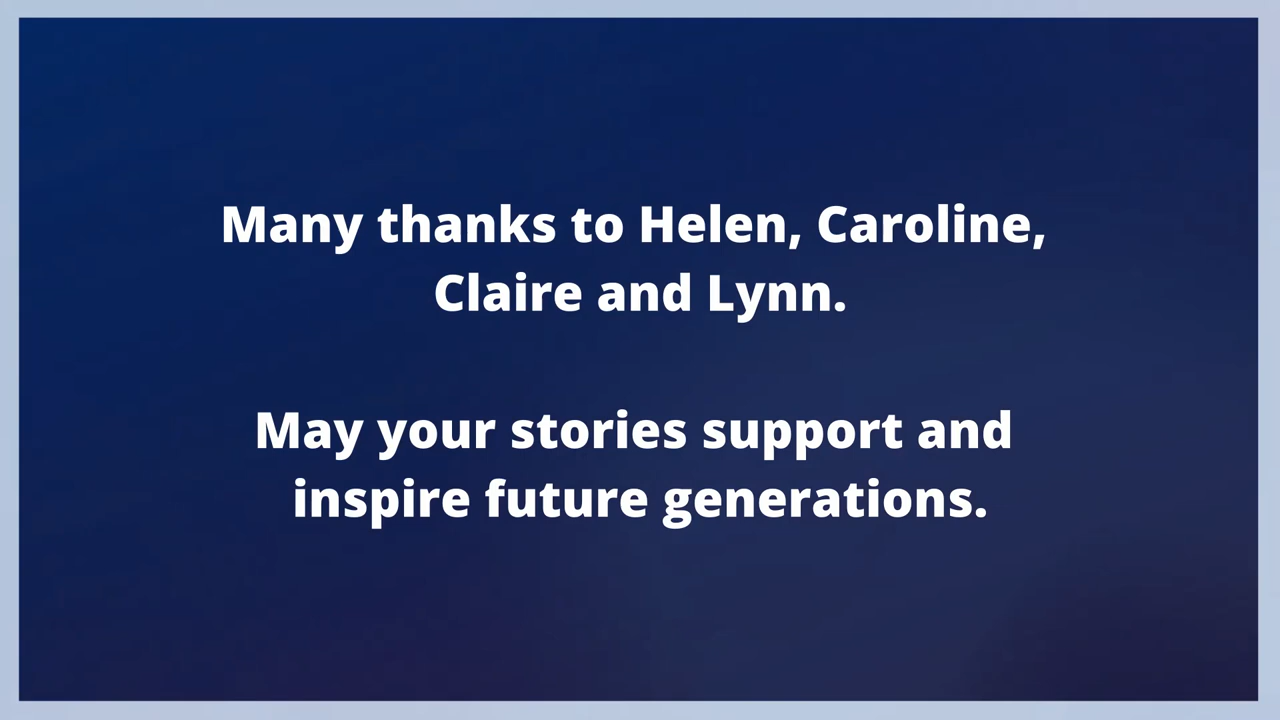 Many thanks to Helen, Caroline,
Claire and Lynn.
May your stories support and
inspire future generations.